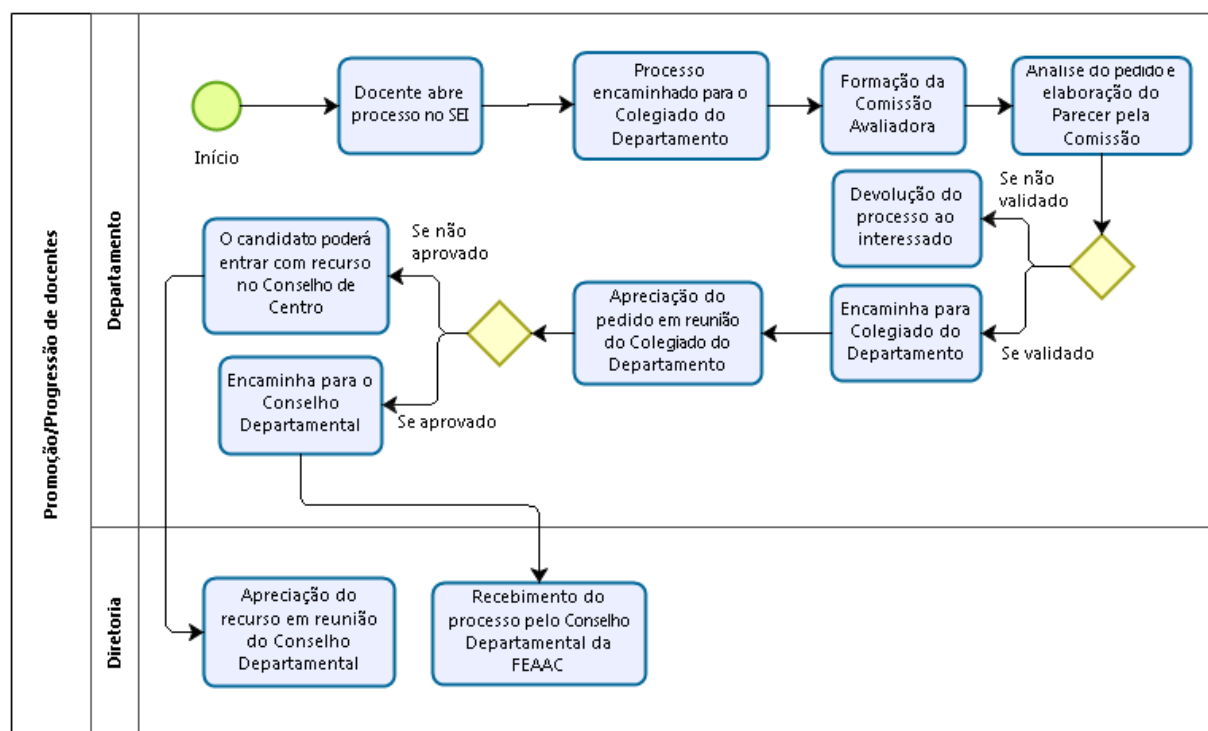 Promoção/Progressão de docentes
Departamento
Início
Docente abre
processo no SEI
Processo
encaminhado para o
Colegiado do
Departamento
Formação da
Comissão
Avaliadora
Análise do pedido e
elaboração do
Parecer pela
Comissão
Se não
validado
Devolução do
processo ao
interessado
Se validado
Encaminha para
Colegiado do
Departamento
Apreciação do
pedido em reunião
do Colegiado do
Departamento
Se não
aprovado
O candidato poderá
entrar com recurso
no Conselho de
Centro
Se aprovado
Encaminha para o
Conselho
Departamental
Diretoria
Apreciação do
recurso em reunião
do Conselho
Departamental
Recebimento do
processo pelo Conselho
Departamental da
FEAAC